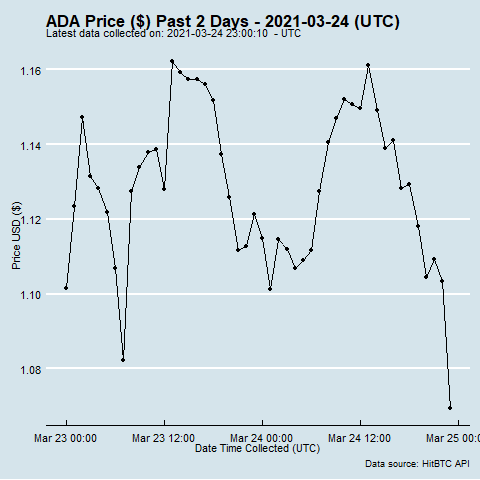 ADA Price ($) Past 2 Days - 2021-03-24 (UTC)
Latest data collected on: 2021-03-24 23:00:10  - UTC
1.16
1.14
1.12
1.10
1.08
Price USD ($)
Mar 23 00:00 Mar 23 12:00 Mar 24 00:00 Mar 24 12:00 Mar 25 00:0
Date Time Collected (UTC)
Data source: HitBTC API